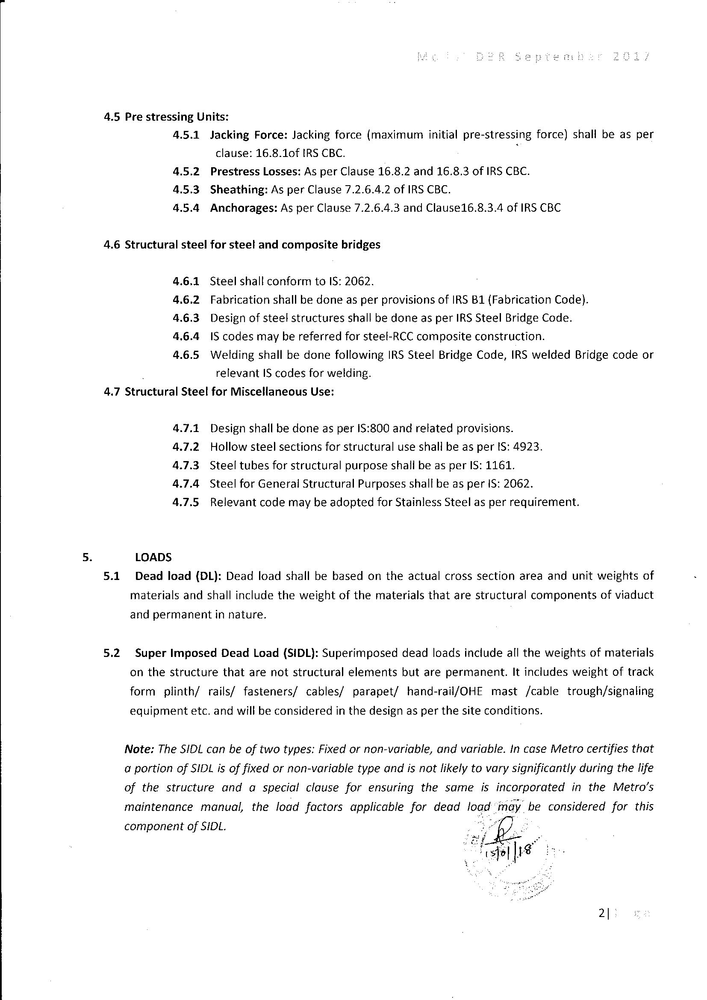 DBR September 2017
4.5 Pre stressing Units:
4.5.1 Jacking Force: Jacking force (maximum initial pre-stressing force) shall be as per
clause: 16.8.1of IRS CBC.
4.5.2 Prestress Losses: As per Clause 16.8.2 and 16.8.3 of IRS CBC.
4.5.3 Sheathing: As per Clause 7.2.6.4.2 of IRS CBC.
4.5.4 Anchorages: As per Clause 7.2.6.4.3 and Clause16.8.3.4 of IRS CBC
4.6 Structural steel for steel and composite bridges
4.6.1 Steel shall conform to IS: 2062.
4.6.2 Fabrication shall be done as per provisions of IRS B1 (Fabrication Code).
4.6.3 Design of steel structures shall be done as per IRS Steel Bridge Code.
4.6.4 IS codes may be referred for steel-RCC composite construction.
4.6.5 Welding shall be done following IRS Steel Bridge Code, IRS welded Bridge code or
relevant IS codes for welding.
4.7 Structural Steel for Miscellaneous Use:
4.7.1 Design shall be done as per IS:800 and related provisions.
4.7.2 Hollow steel sections for structural use shall be as per IS: 4923.
4.7.3 Steel tubes for structural purpose shall be as per IS: 1161.
4.7.4 Steel for General Structural Purposes shall be as per IS: 2062.
4.7.5 Relevant code may be adopted for Stainless Steel as per requirement.
5. LOADS
5.1 Dead load (DL): Dead load shall be based on the actual cross section area and unit weights of
materials and shall include the weight of the materials that are structural components of viaduct
and permanent in nature.
5.2 Super Imposed Dead Load (SIDL): Superimposed dead loads include all the weights of materials
on the structure that are not structural elements but are permanent. It includes weight of track
form plinth/ rails/ fasteners/ cables/ parapet/ hand-rail/OHE mast /cable trough/signaling
equipment etc. and will be considered in the design as per the site conditions.
Note: The SIDL can be of two types: Fixed or non-variable, and variable. In case Metro certifies that
a portion of SIDL is of fixed or non-variable type and is not likely to vary significantly during the life
of the structure and a special clause for ensuring the same is incorporated in the Metro's
maintenance manual, the load factors applicable for dead load may be considered for this
component of SIDL.
15/01/18
2|